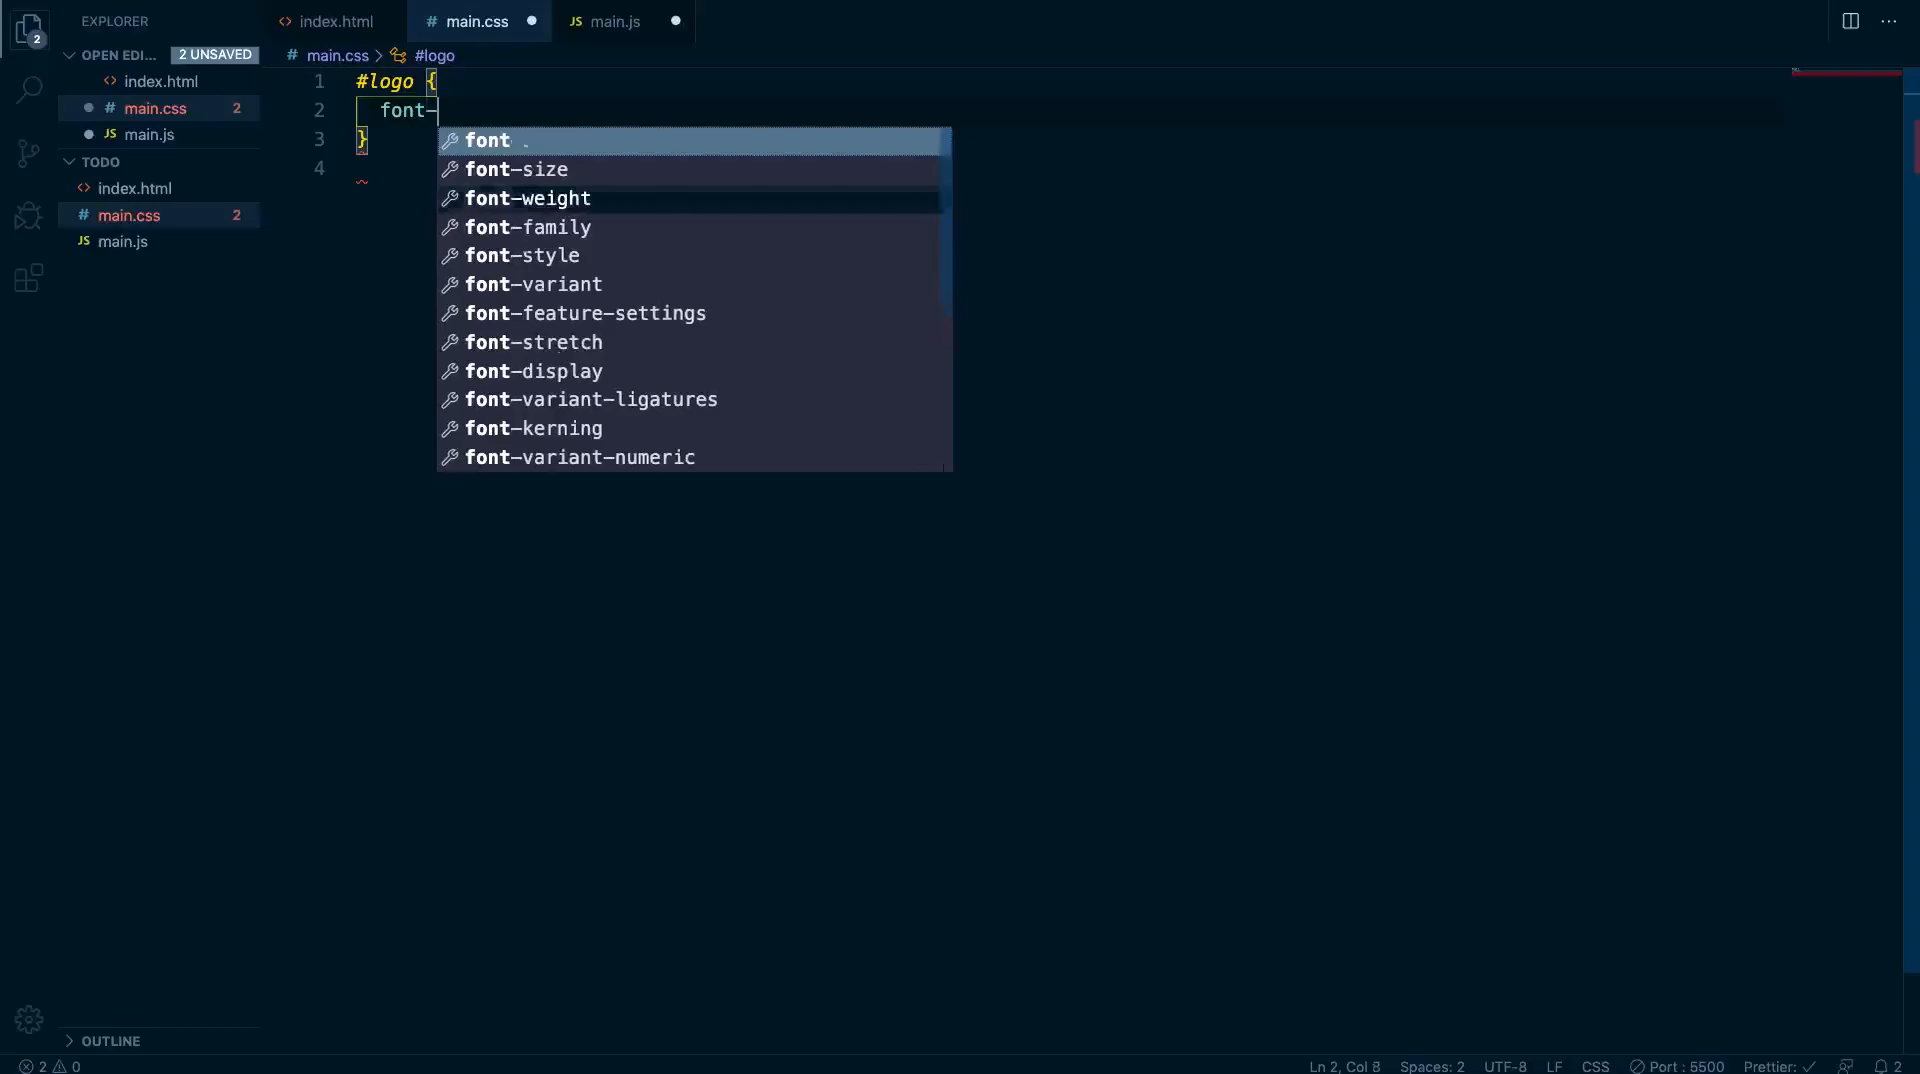 EXPLORER
index.html
# main.css
JS main.js
OPEN EDI... 2 UNSAVED
# main.css > #logo
index.html
# main.css 2
JS main.js
TODO
index.html
# main.css 2
JS main.js
2
1 #logo {
2 font-
3 }
4
font
font-size
font-weight
font-family
font-style
font-variant
font-feature-settings
font-stretch
font-display
font-variant-ligatures
font-kerning
font-variant-numeric
OUTLINE
2 0
Ln 2, Col 8 Spaces: 2 UTF-8 LF CSS Port : 5500 Prettier: ✓ 2